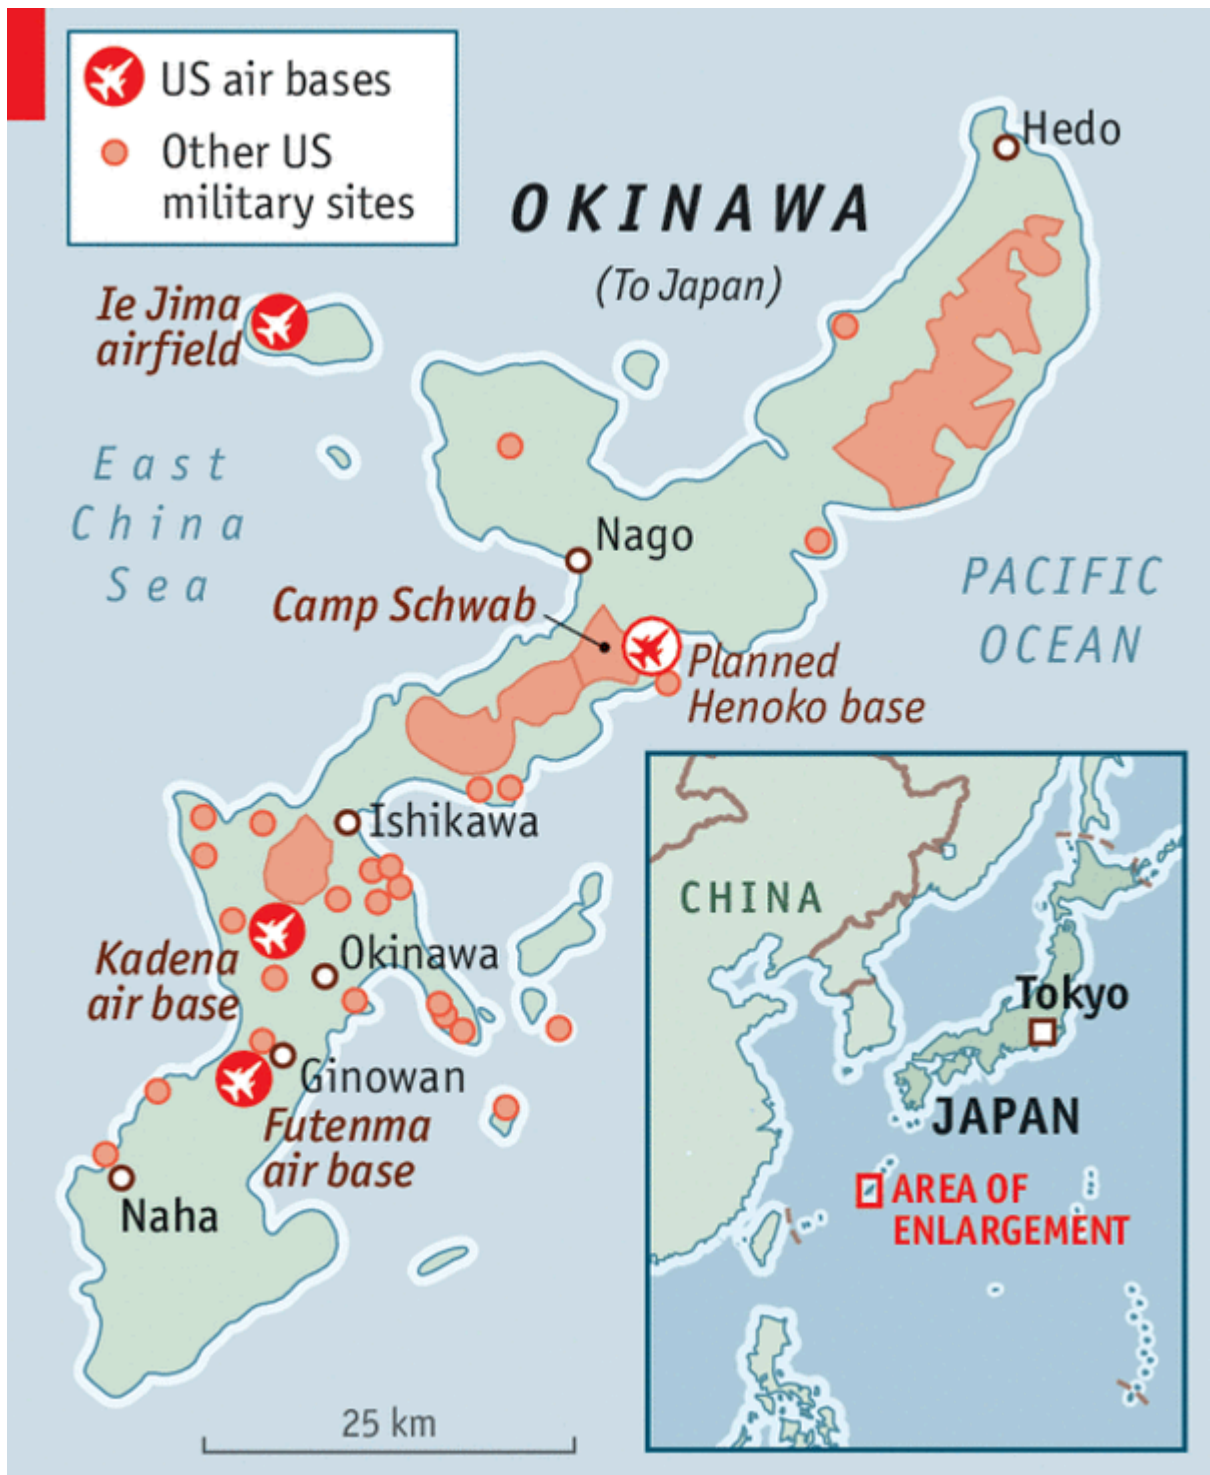 US air bases
Other US
military sites
Hedo
OKINAWA
(To Japan)
Ie Jima
airfield
East
China
Sea
Nago
PACIFIC
OCEAN
Camp Schwab
Planned
Henoko base
Ishikawa
Kadena
air base
Okinawa
Ginowan
Futenma
air base
Naha
25 km
CHINA
Tokyo
JAPAN
AREA OF
ENLARGEMENT